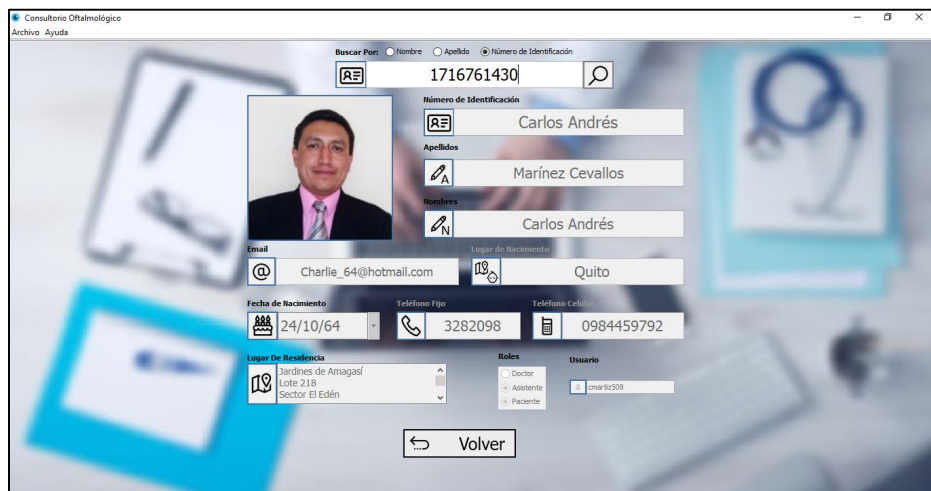 Consultorio Oftalmológico
Archivo Ayuda
Buscar Por: Nombre Apellido Número de Identificación
1716761430
Número de Identificación
Carlos Andrés
Apellidos
A
Marínez Cevallos
Nombres
N
Carlos Andrés
Email
Lugar de Nacimiento
@ Charlie_64@hotmail.com
Quito
Fecha de Nacimiento
Teléfono Fijo
Teléfono Celular
24/10/64
3282098
0984459792
Lugar De Residencia
Jardines de Amagasí
Lote 218
Sector El Edén
Roles
Doctor
Asistente
Paciente
Usuario
cmartiz508
Volver